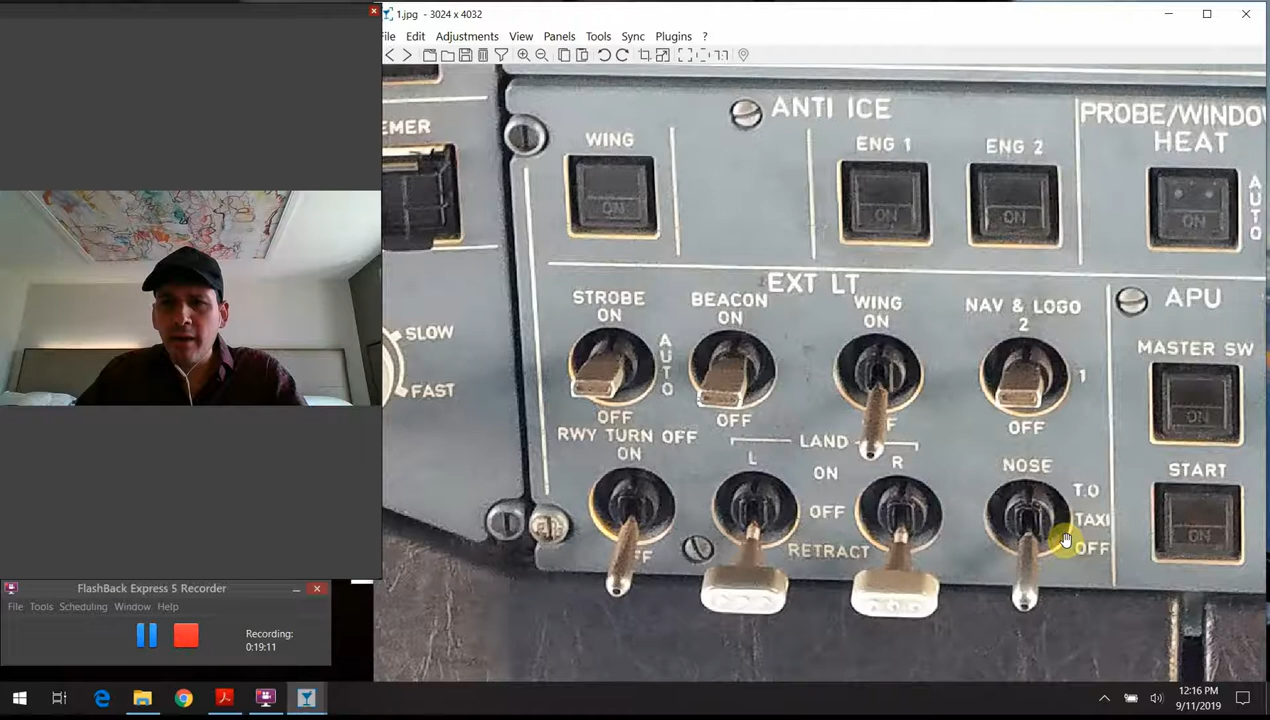 1.jpg - 3024 x 4032
File Edit Adjustments View Panels Tools Sync Plugins ?
1:1
EMER
ANTI ICE
PROBE/WINDOW
HEAT
WING
ENG 1
ENG 2
ON
ON
ON
ON
AUTO
EXT LT
APU
STROBE
ON
BEACON
ON
WING
ON
NAV & LOGO
2
1
SLOW
FAST
AUTO
OFF
OFF
OFF
MASTER SW
ON
RWY TURN OFF
ON
LAND
L
R
ON
OFF
RETRACT
NOSE
T.O
TAXI
OFF
START
ON
FlashBack Express 5 Recorder
File Tools Scheduling Window Help
Recording:
0:19:11
12:16 PM
9/11/2019